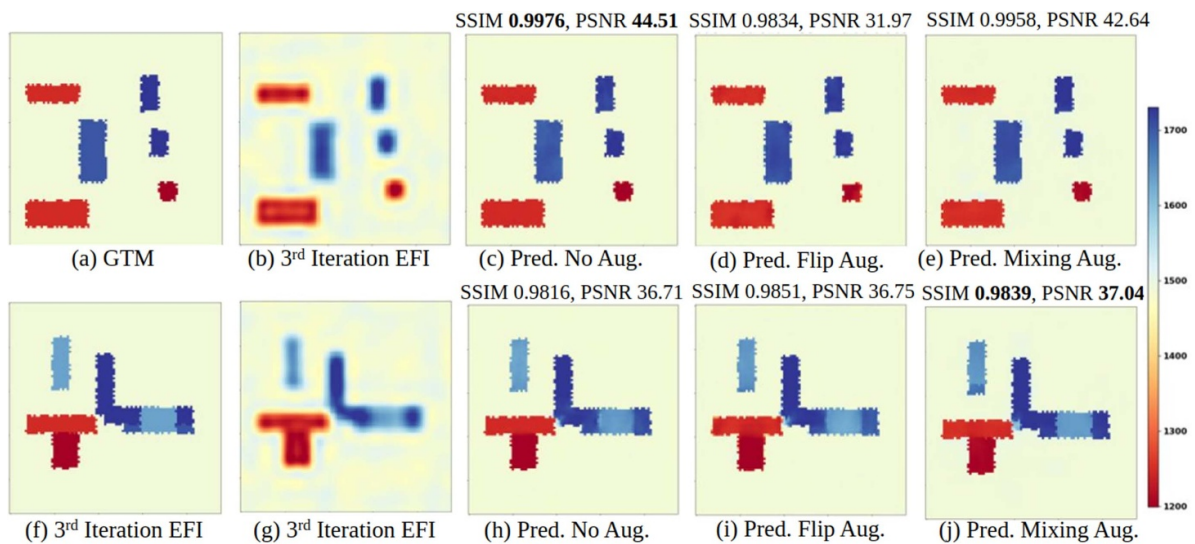 SSIM 0.9976, PSNR 44.51 SSIM 0.9834, PSNR 31.97 SSIM 0.9958, PSNR 42.64
(a) GTM (b) 3rd Iteration EFI (c) Pred. No Aug. (d) Pred. Flip Aug. (e) Pred. Mixing Aug.
SSIM 0.9816, PSNR 36.71 SSIM 0.9851, PSNR 36.75 SSIM 0.9839, PSNR 37.04
(f) 3rd Iteration EFI (g) 3rd Iteration EFI (h) Pred. No Aug. (i) Pred. Flip Aug. (j) Pred. Mixing Aug.
1700
1600
1500
1400
1300
1200